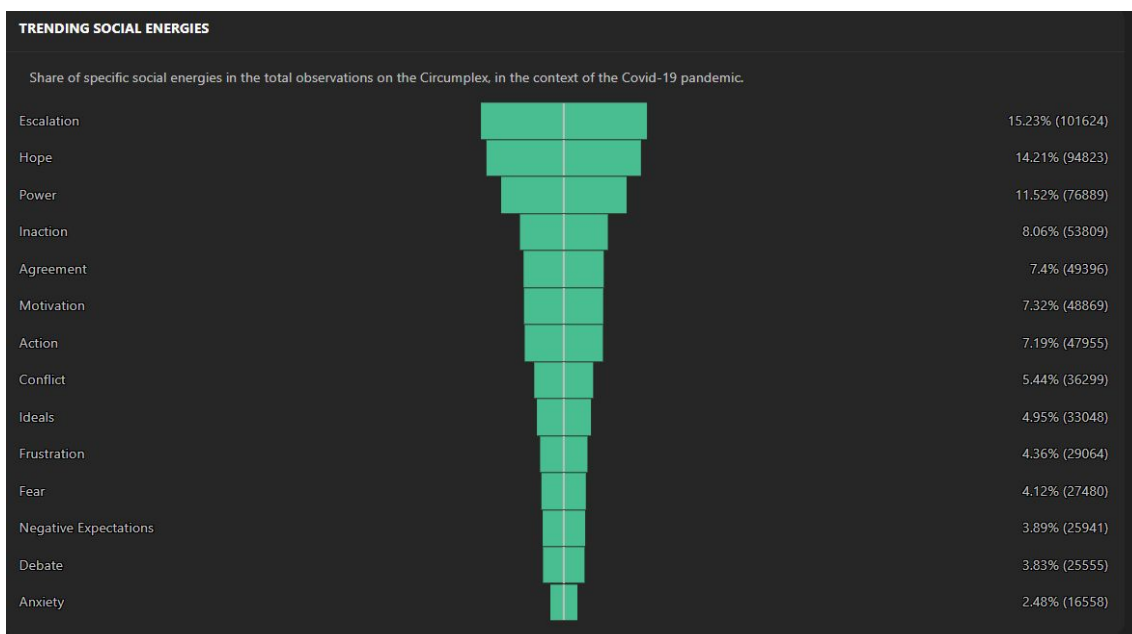 TRENDING SOCIAL ENERGIES
Share of specific social energies in the total observations on the Circumplex, in the context of the Covid-19 pandemic.
Escalation 15.23% (101624)
Hope 14.21% (94823)
Power 11.52% (76889)
Inaction 8.06% (53809)
Agreement 7.4% (49396)
Motivation 7.32% (48869)
Action 7.19% (47955)
Conflict 5.44% (36299)
Ideals 4.95% (33048)
Frustration 4.36% (29064)
Fear 4.12% (27480)
Negative Expectations 3.89% (25941)
Debate 3.83% (25555)
Anxiety 2.48% (16558)